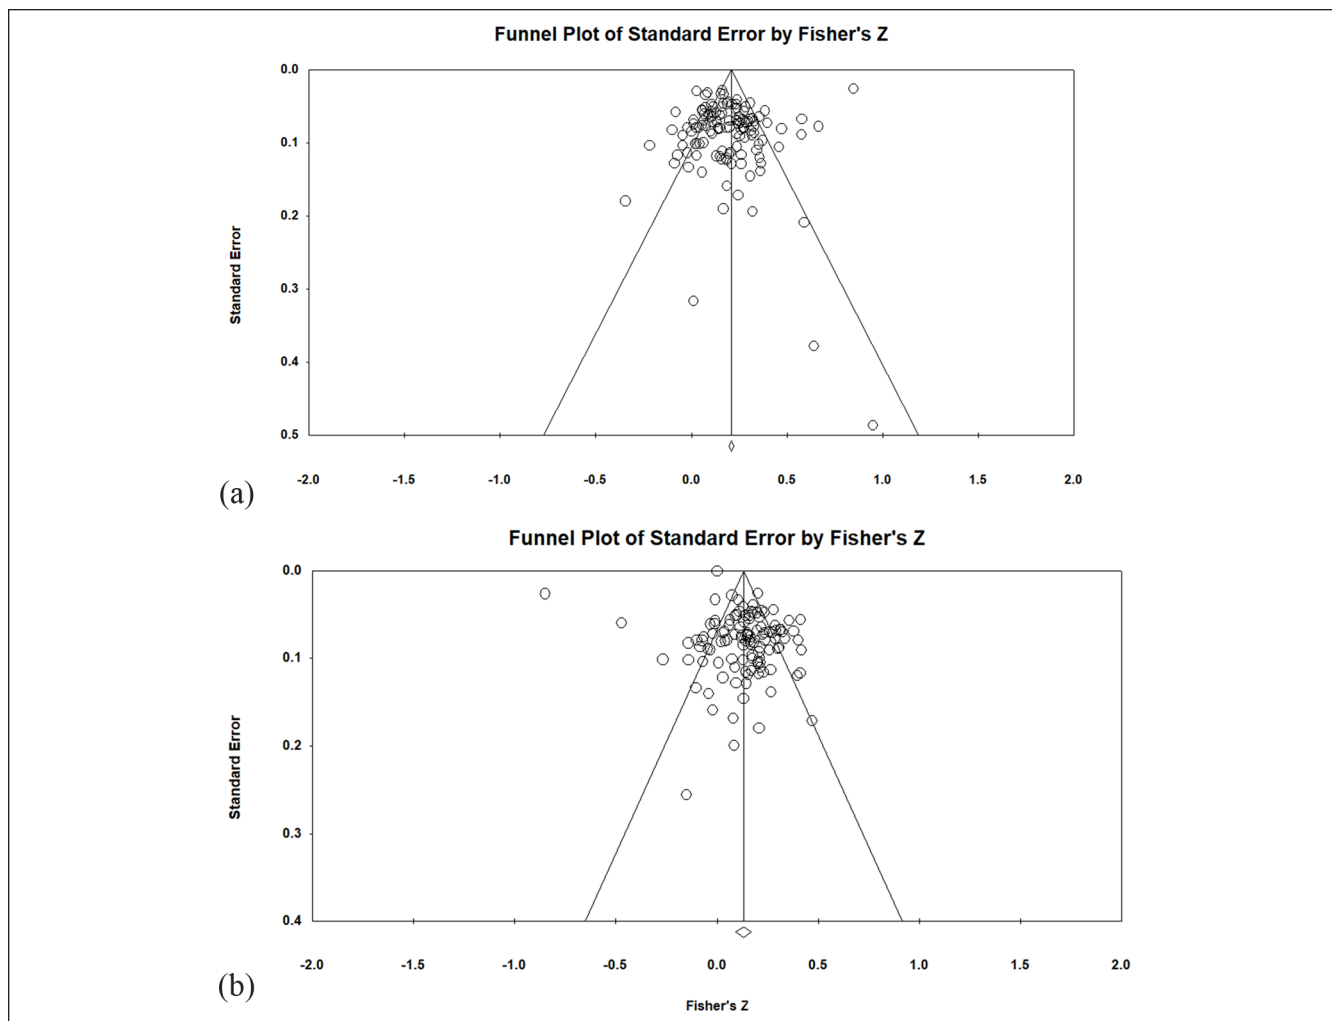 Funnel Plot of Standard Error by Fisher's Z
0.0
0.1
0.2
0.3
0.4
0.5
Standard Error
-2.0 -1.5 -1.0 -0.5 0.0 0.5 1.0 1.5 2.0
(a)
Funnel Plot of Standard Error by Fisher's Z
0.0
0.1
0.2
0.3
0.4
Standard Error
-2.0 -1.5 -1.0 -0.5 0.0 0.5 1.0 1.5 2.0
(b)
Fisher's Z